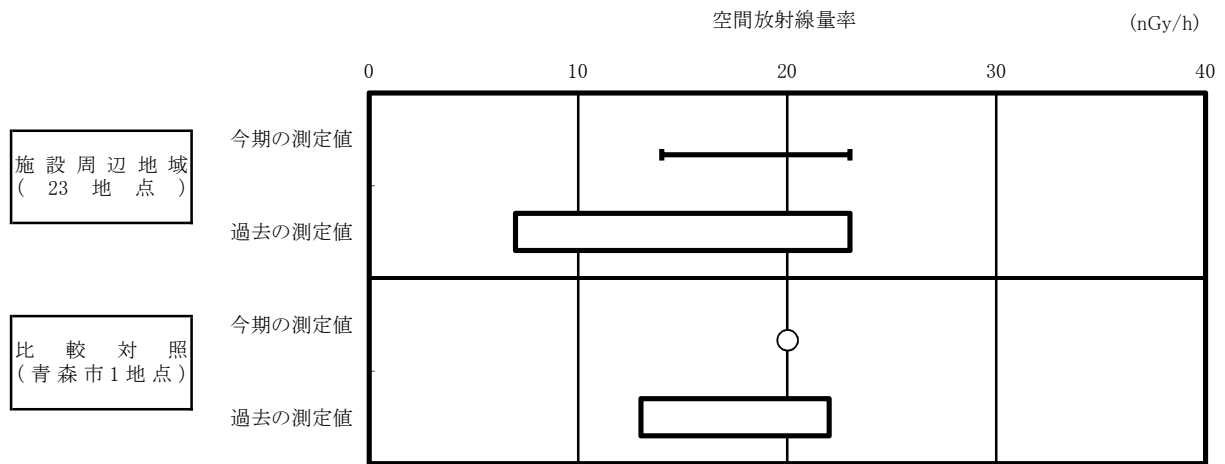 空間放射線量率 (nGy/h)
0 10 20 30 40
施設周辺地域
(23地点)
今期の測定値
過去の測定値
比較対照
(青森市1地点)
今期の測定値
過去の測定値